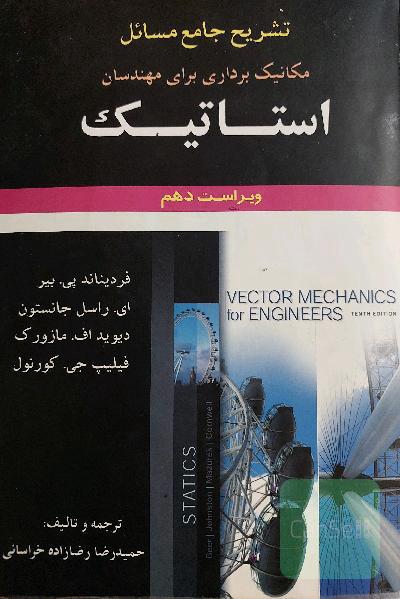 تشریح جامع مسائل
مکانیک برداری برای مهندسان
استاتیک
ویراست دهم
فردیناند پی. بیر
ای. راسل جانستون
دیوید اف. مازورک
فیلیپ جی. کورنول
VECTOR MECHANICS
for ENGINEERS TENTH EDITION
STATICS
Beer | Johnston | Mazurek | Cornwell
ترجمه و تالیف:
حمیدرضا رضازاده خراسانی